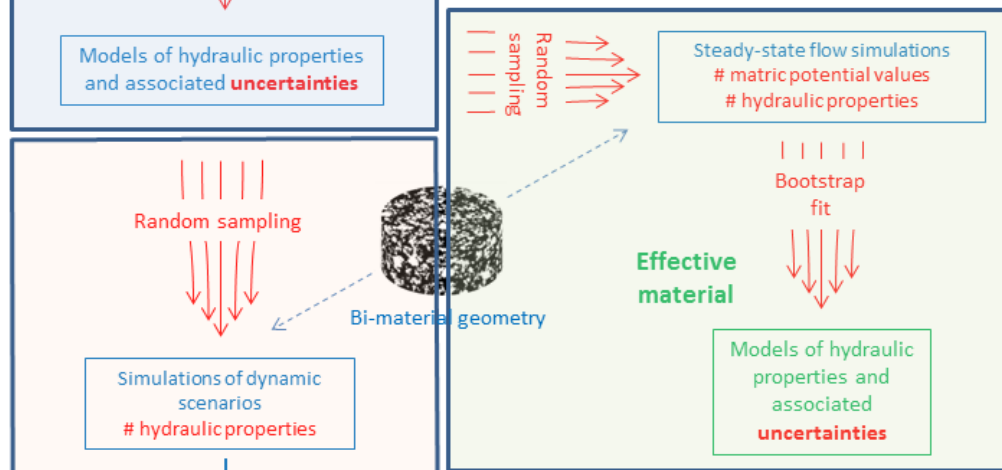 Models of hydraulic properties
and associated uncertainties
Random
sampling
Steady-state flow simulations
# matric potential values
# hydraulic properties
Bootstrap
fit
Random sampling
Effective
material
Bi-material geometry
Models of hydraulic
properties and
associated
uncertainties
Simulations of dynamic
scenarios
# hydraulic properties